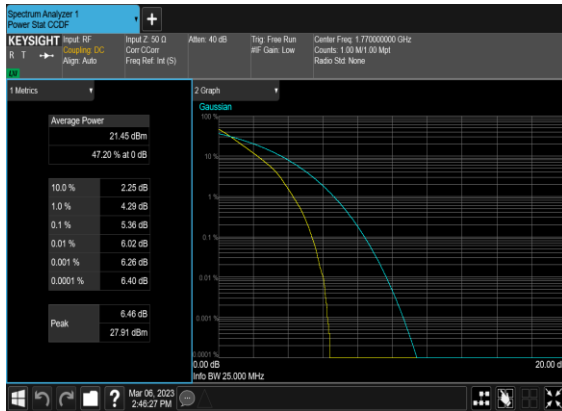 Spectrum Analyzer 1
Power Stat CCDF
KEYSIGHT
R T
LXI
Input: RF
Coupling: DC
Align: Auto
Input Z: 50 Ω
Corr CCorr
Freq Ref: Int (S)
Atten: 40 dB
Trig: Free Run
#IF Gain: Low
Center Freq: 1.770000000 GHz
Counts: 1.00 M/1.00 Mpt
Radio Std: None
1 Metrics
Average Power
21.45 dBm
47.20 % at 0 dB
10.0 % 2.25 dB
1.0 % 4.29 dB
0.1 % 5.36 dB
0.01 % 6.02 dB
0.001 % 6.26 dB
0.0001 % 6.40 dB
Peak
6.46 dB
27.91 dBm
2 Graph
Gaussian
100 %
10 %
1 %
0.1 %
0.01 %
0.001 %
0.0001 %
0.00 dB
20.00 d
Info BW 25.000 MHz
?
Mar 06, 2023
2:46:27 PM